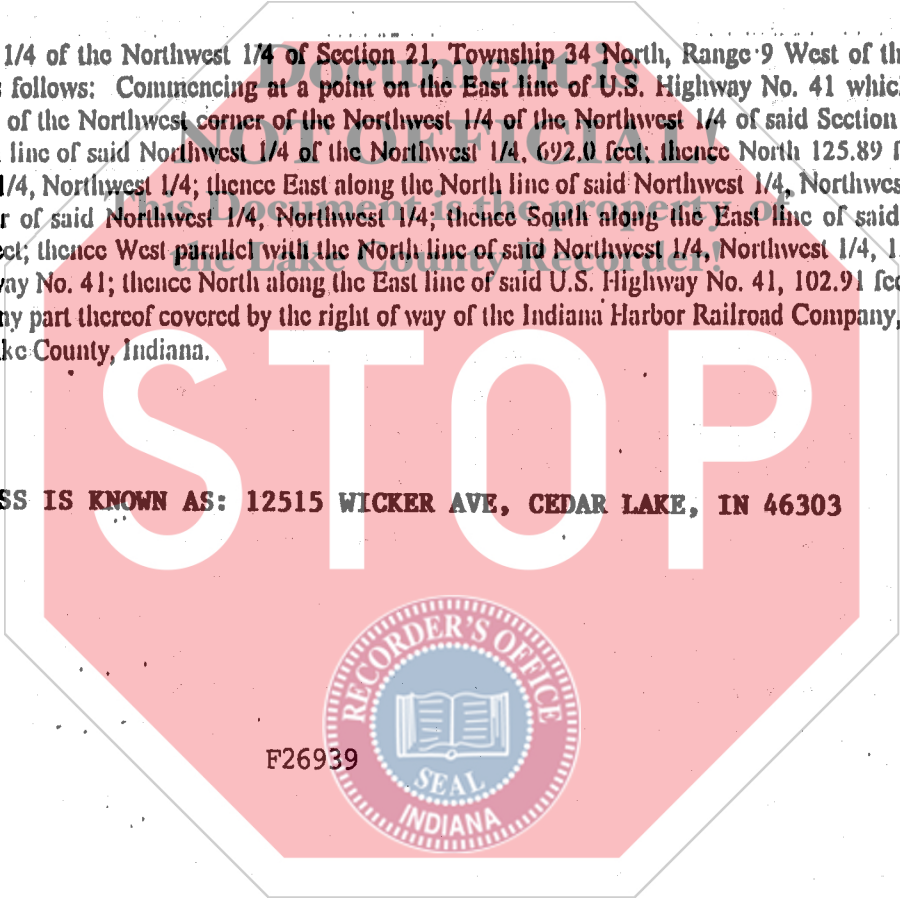 1/4 of the Northwest 1/4 of Section 21, Township 34 North, Range 9 West of th
follows: Commencing at a point on the East line of U.S. Highway No. 41 whic
of the Northwest corner of the Northwest 1/4 of the Northwest 1/4 of said Section
line of said Northwest 1/4 of the Northwest 1/4, 692.0 feet; thence North 125.89 f
1/4, Northwest 1/4; thence East along the North line of said Northwest 1/4, Northwes
r of said Northwest 1/4, Northwest 1/4; thence South along the East line of said
et; thence West parallel with the North line of said Northwest 1/4, Northwest 1/4, 1
ay No. 41; thence North along the East line of said U.S. Highway No. 41, 102.91 fee
ny part thereof covered by the right of way of the Indiana Harbor Railroad Company,
ke County, Indiana.
Document is
NOT OFFICIAL!
This Document is the property of
the Lake County Recorder!
STOP
SS IS KNOWN AS: 12515 WICKER AVE, CEDAR LAKE, IN 46303
RECORDER'S OFFICE
F26939
SEAL
INDIANA